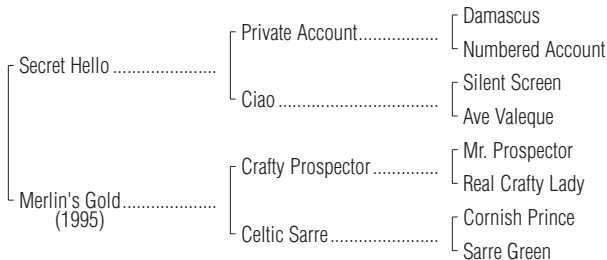 Damascus
Private Account..................
Numbered Account
Secret Hello .......................
Silent Screen
Ciao....................................
Ave Valeque
Mr. Prospector
Crafty Prospector...............
Real Crafty Lady
Merlin's Gold.....................
(1995)
Cornish Prince
Celtic Sarre........................
Sarre Green